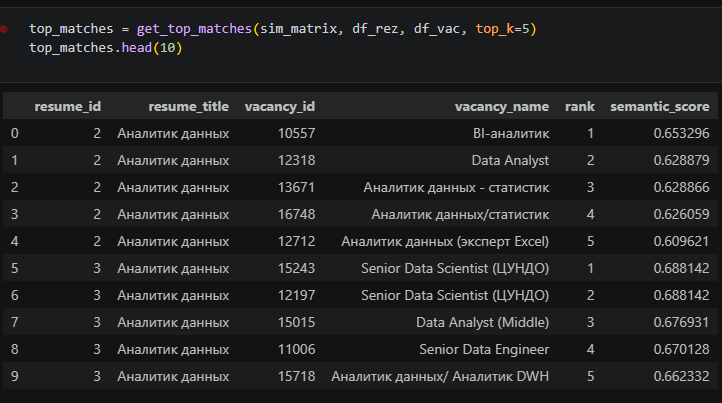 top_matches = get_top_matches(sim_matrix, df_rez, df_vac, top_k=5)
top_matches.head(10)
resume_id resume_title vacancy_id vacancy_name rank semantic_score
0 2 Аналитик данных 10557 BI-аналитик 1 0.653296
1 2 Аналитик данных 12318 Data Analyst 2 0.628879
2 2 Аналитик данных 13671 Аналитик данных - статистик 3 0.628866
3 2 Аналитик данных 16748 Аналитик данных/статистик 4 0.626059
4 2 Аналитик данных 12712 Аналитик данных (эксперт Excel) 5 0.609621
5 3 Аналитик данных 15243 Senior Data Scientist (ЦУНДО) 1 0.688142
6 3 Аналитик данных 12197 Senior Data Scientist (ЦУНДО) 2 0.688142
7 3 Аналитик данных 15015 Data Analyst (Middle) 3 0.676931
8 3 Аналитик данных 11006 Senior Data Engineer 4 0.670128
9 3 Аналитик данных 15718 Аналитик данных/ Аналитик DWH 5 0.662332